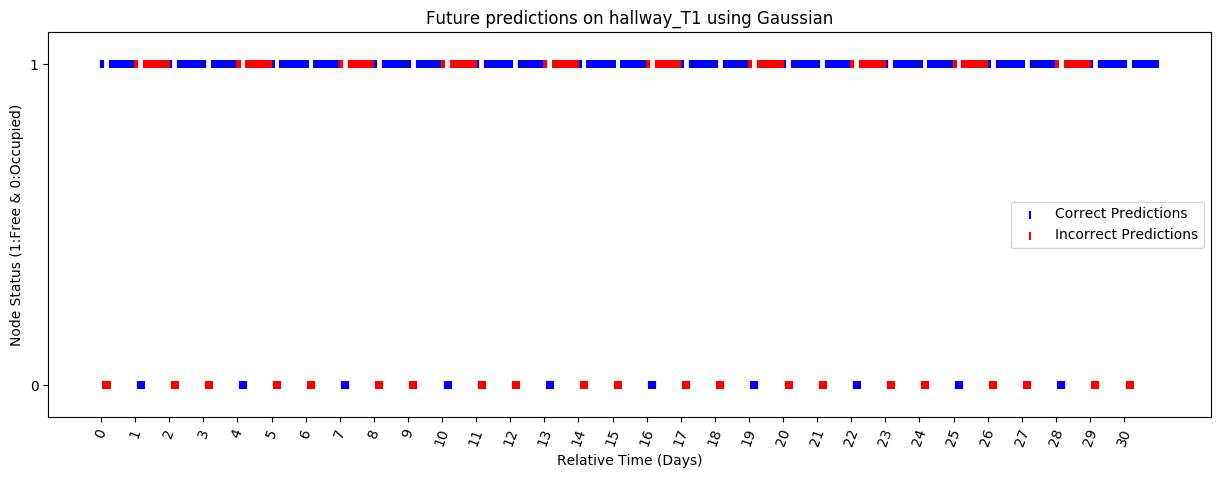 Future predictions on hallway_T1 using Gaussian
Node Status (1:Free & 0:Occupied)
1
0
Correct Predictions
Incorrect Predictions
0 1 2 3 4 5 6 7 8 9 10 11 12 13 14 15 16 17 18 19 20 21 22 23 24 25 26 27 28 29 30
Relative Time (Days)